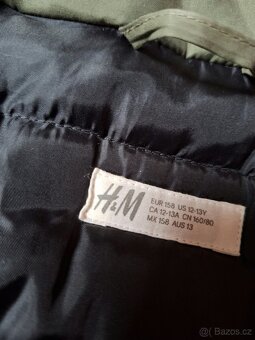 H&M
EUR 158 US 12-13Y
CA 12-13A CN 160/80
MX 158 AUS 13
© Bazos.cz